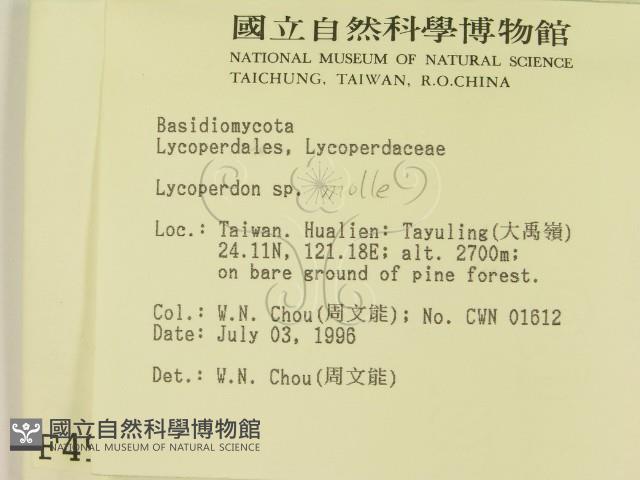 國立自然科學博物館
NATIONAL MUSEUM OF NATURAL SCIENCE
TAICHUNG, TAIWAN, R.O.CHINA
Basidiomycota
Lycoperdales, Lycoperdaceae
Lycoperdon sp. molle
Loc.: Taiwan. Hualien: Tayuling(大禹嶺)
24.11N, 121.18E; alt. 2700m;
on bare ground of pine forest.
Col.: W.N. Chou(周文能); No. CWN 01612
Date: July 03, 1996
Det.: W.N. Chou(周文能)
國立自然科學博物館
NATIONAL MUSEUM OF NATURAL SCIENCE